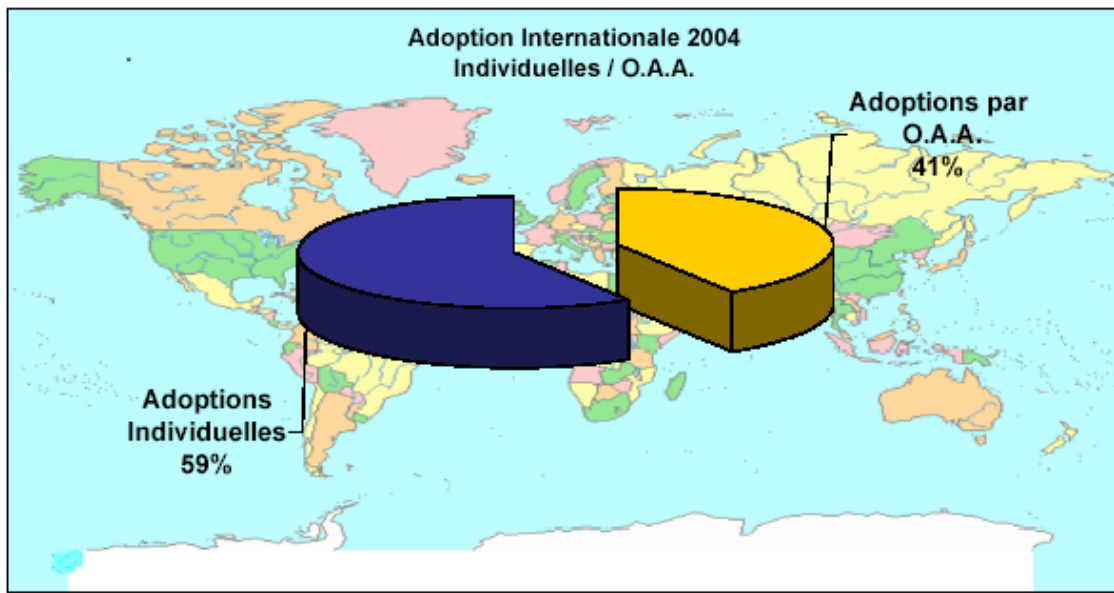 Adoption Internationale 2004
Individuelles / O.A.A.
Adoptions par
O.A.A.
41%
Adoptions
Individuelles
59%